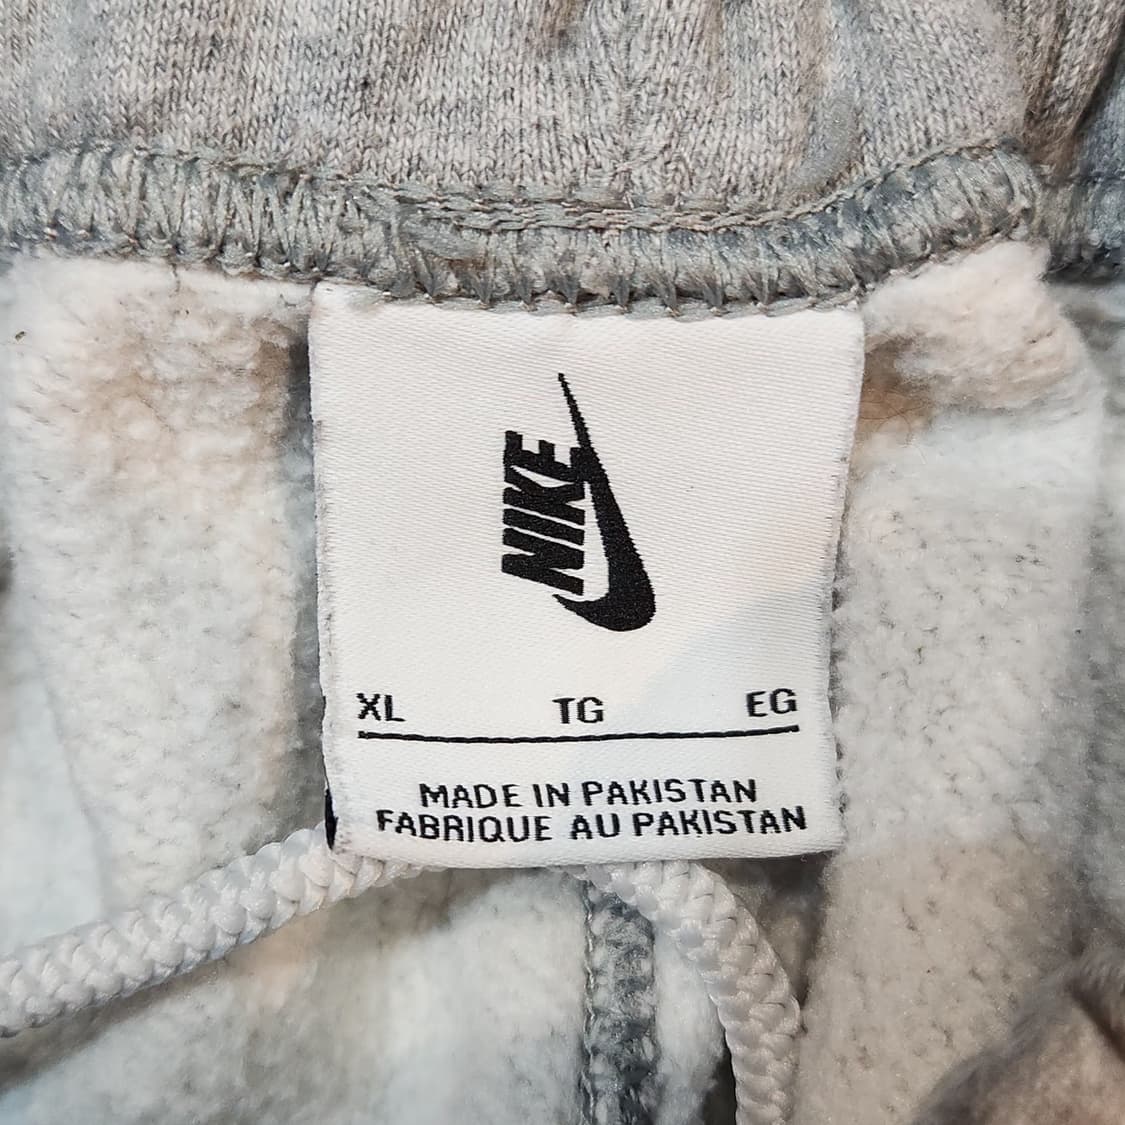 NIKE
XL TG EG
MADE IN PAKISTAN
FABRIQUE AU PAKISTAN